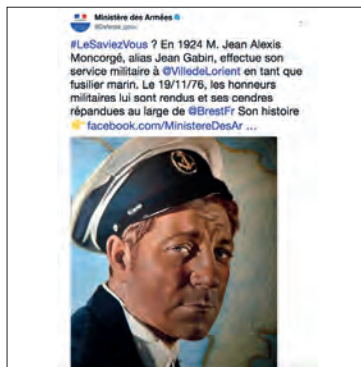 Ministère des Armées
@Defense_gouv
#LeSaviezVous ? En 1924 M. Jean Alexis
Moncorgé, alias Jean Gabin, effectue son
service militaire à @VilledeLorient en tant que
fusilier marin. Le 19/11/76, les honneurs
militaires lui sont rendus et ses cendres
répandues au large de @BrestFr Son histoire
👉 facebook.com/MinistereDesAr ...